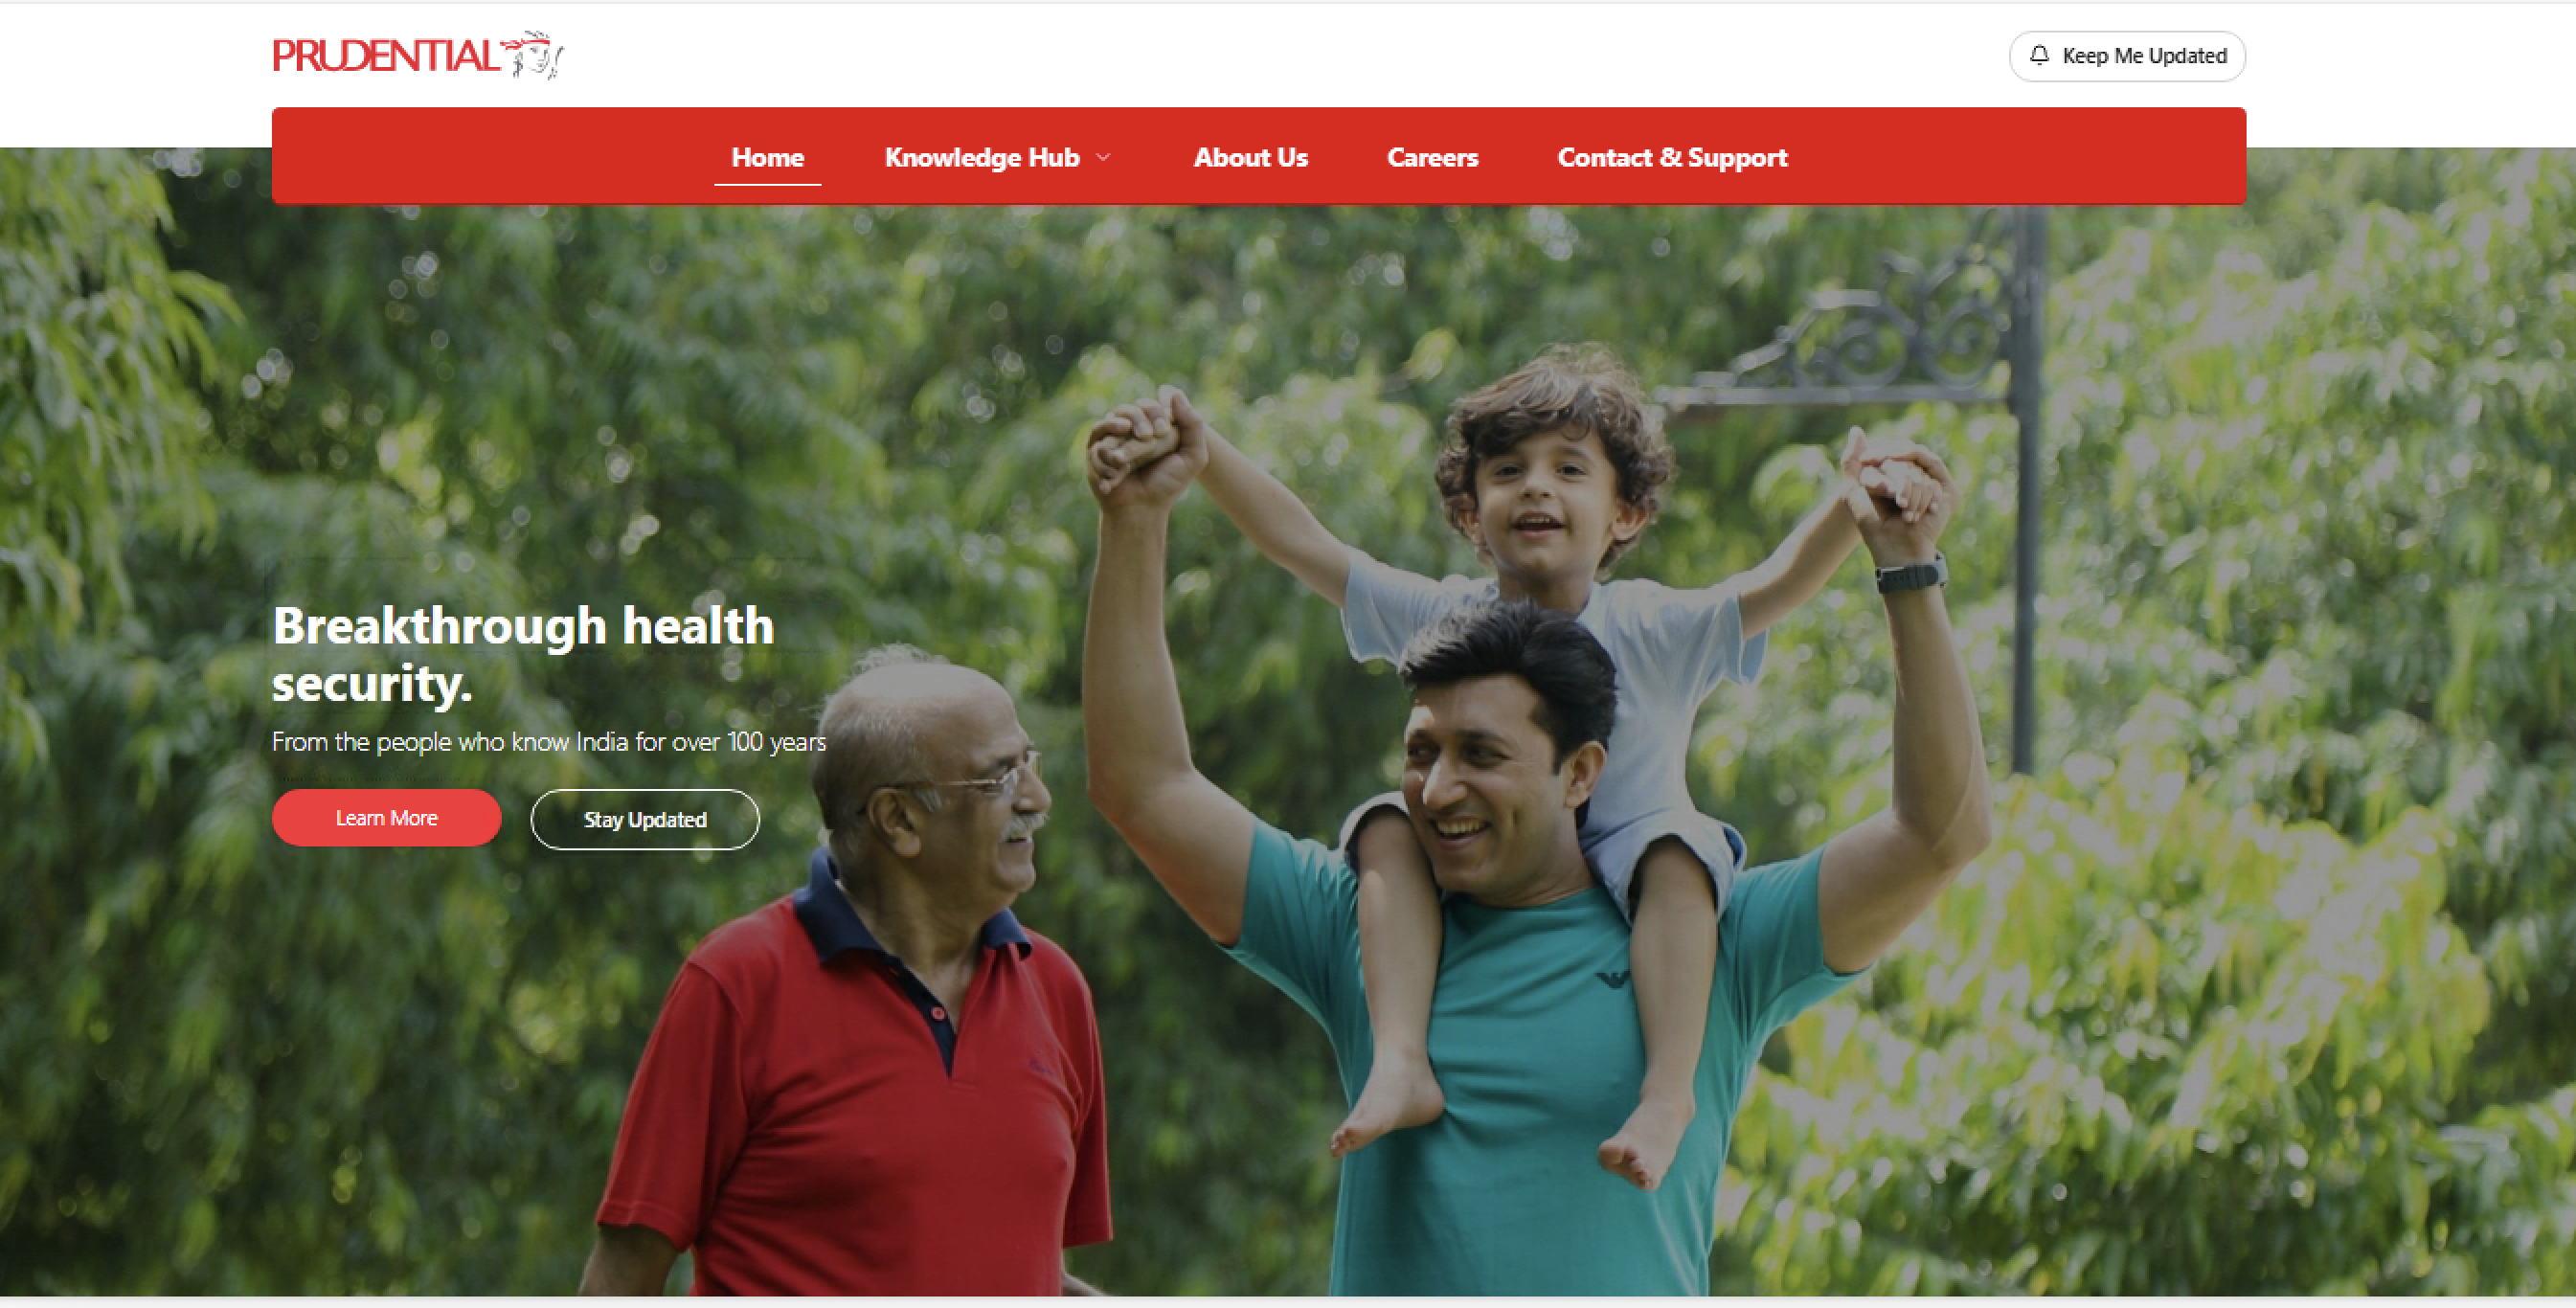 PRUDENTIAL
Keep Me Updated
Home Knowledge Hub About Us Careers Contact & Support
Breakthrough health
security.
From the people who know India for over 100 years
Learn More Stay Updated